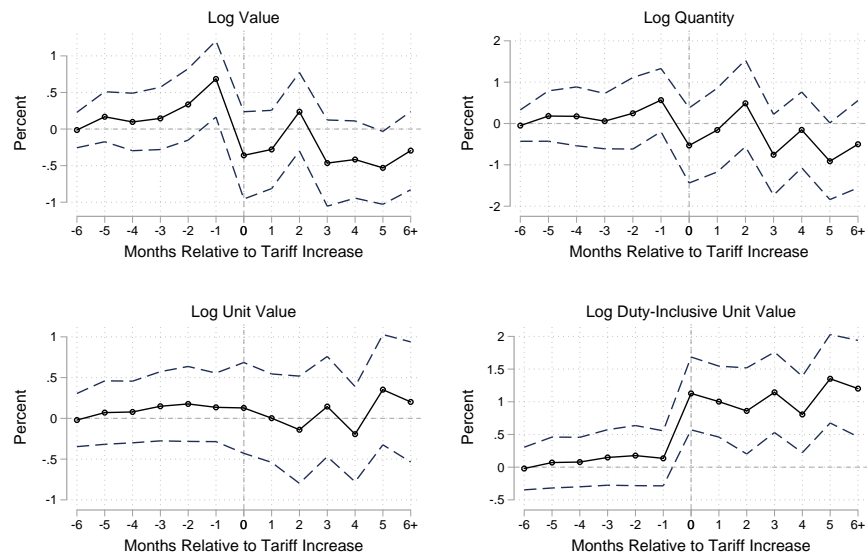 Log Value
Percent
1
.5
0
-.5
-1
-6 -5 -4 -3 -2 -1 0 1 2 3 4 5 6+
Months Relative to Tariff Increase
Log Quantity
Percent
2
1
0
-1
-2
-6 -5 -4 -3 -2 -1 0 1 2 3 4 5 6+
Months Relative to Tariff Increase
Log Unit Value
Percent
1
.5
0
-.5
-1
-6 -5 -4 -3 -2 -1 0 1 2 3 4 5 6+
Months Relative to Tariff Increase
Log Duty-Inclusive Unit Value
Percent
2
1.5
1
.5
0
-.5
-6 -5 -4 -3 -2 -1 0 1 2 3 4 5 6+
Months Relative to Tariff Increase